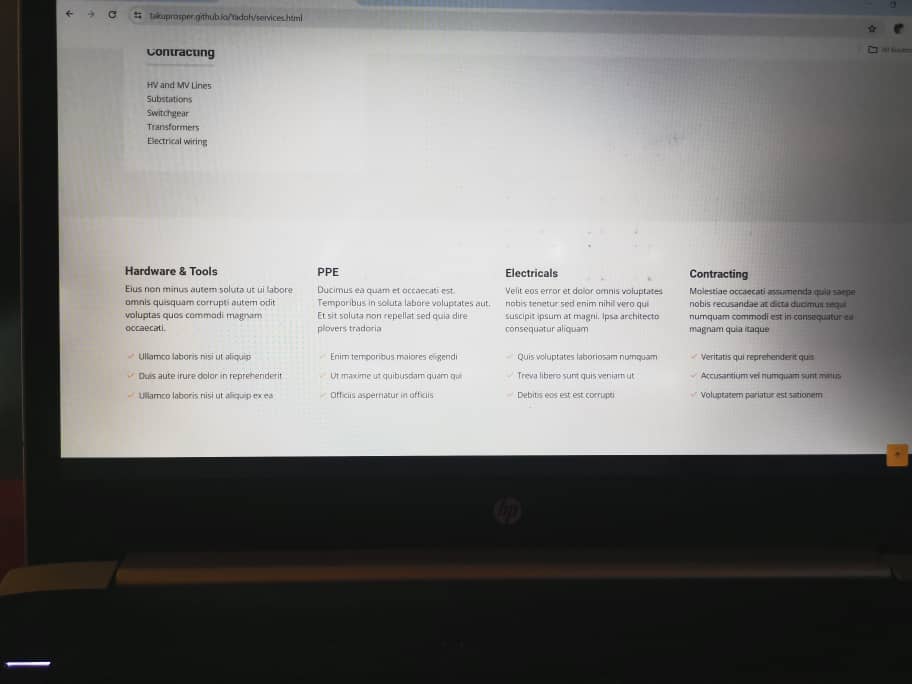 takuprosper.github.io/Yadoh/services.html
Contracting
HV and MV Lines
Substations
Switchgear
Transformers
Electrical wiring
Hardware & Tools
Eius non minus autem soluta ut ui labore
omnis quisquam corrupti autem odit
voluptas quos commodi magnam
occaecati.
Ullamco laboris nisi ut aliquip
Duis aute irure dolor in reprehenderit
Ullamco laboris nisi ut aliquip ex ea
PPE
Ducimus ea quam et occaecati est.
Temporibus in soluta labore voluptates aut.
Et sit soluta non repellat sed quia dire
plovers tradoria
Enim temporibus maiores eligendi
Ut maxime ut quibusdam quam qui
Officiis aspernatur in officiis
Electricals
Velit eos error et dolor omnis voluptates
nobis tenetur sed enim nihil vero qui
suscipit ipsum at magni. Ipsa architecto
consequatur aliquam
Quis voluptates laboriosam numquam
Treva libero sunt quis veniam ut
Debitis eos est est corrupti
Contracting
Molestiae occaecati assumenda quia saepe
nobis recusandae at dicta ducimus sequi
numquam commodi est in consequatur ea
magnam quia itaque
Veritatis qui reprehenderit quis
Accusantium vel numquam sunt minus
Voluptatem pariatur est sationem
hp